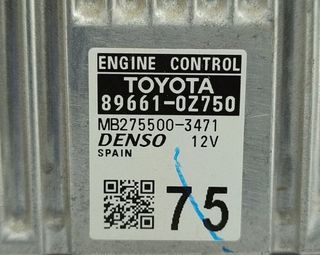 ENGINE CONTROL
TOYOTA
89661-0Z750
MB275500-3471
DENSO 12V
SPAIN
75